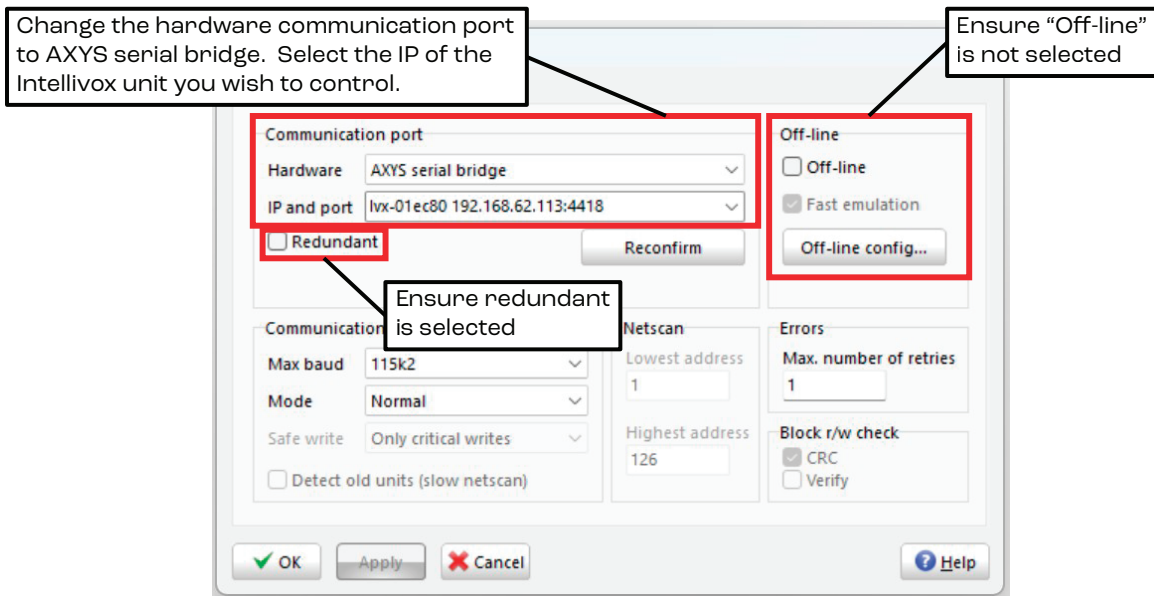 Change the hardware communication port
to AXYS serial bridge.  Select the IP of the
Intellivox unit you wish to control.
Ensure “Off-line”
is not selected
Communication port
Hardware
AXYS serial bridge
IP and port
lvx-01ec80 192.168.62.113:4418
Redundant
Reconfirm
Off-line
Off-line
Fast emulation
Off-line config...
Ensure redundant
is selected
Communication
Max baud
115k2
Mode
Normal
Safe write
Only critical writes
Detect old units (slow netscan)
Netscan
Lowest address
1
Highest address
126
Errors
Max. number of retries
1
Block r/w check
CRC
Verify
OK
Apply
Cancel
Help